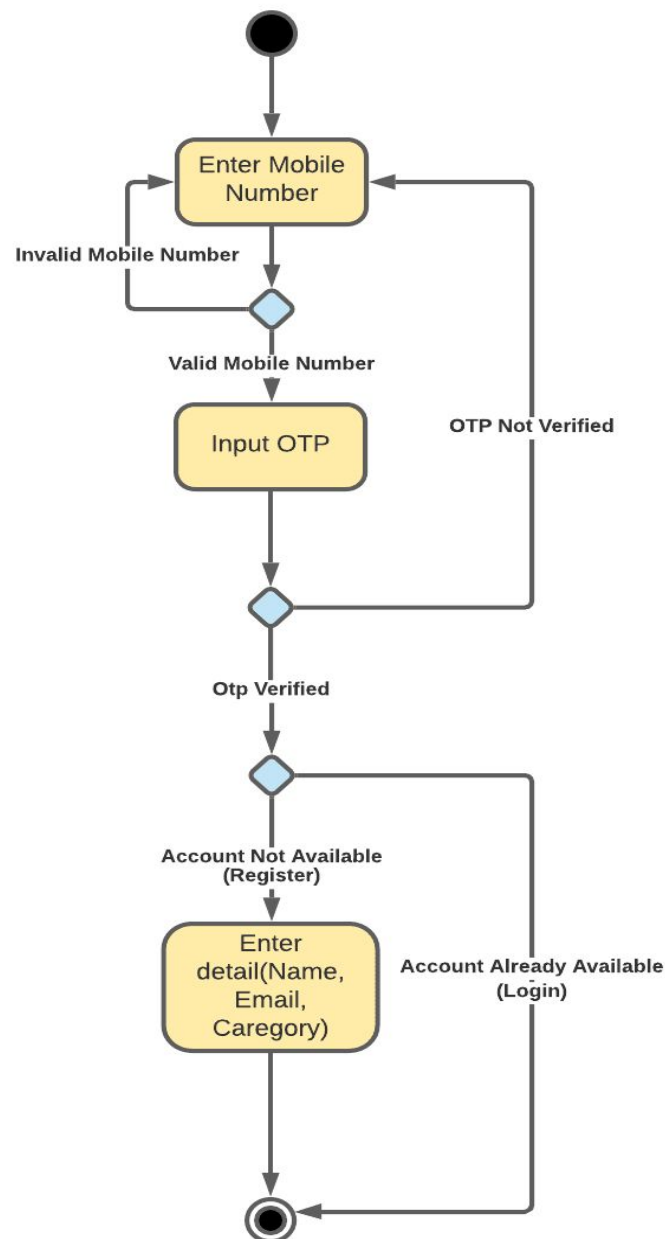 Enter Mobile
Number
Invalid Mobile Number
Valid Mobile Number
Input OTP
OTP Not Verified
Otp Verified
Account Not Available
(Register)
Enter
detail(Name,
Email,
Caregory)
Account Already Available
(Login)